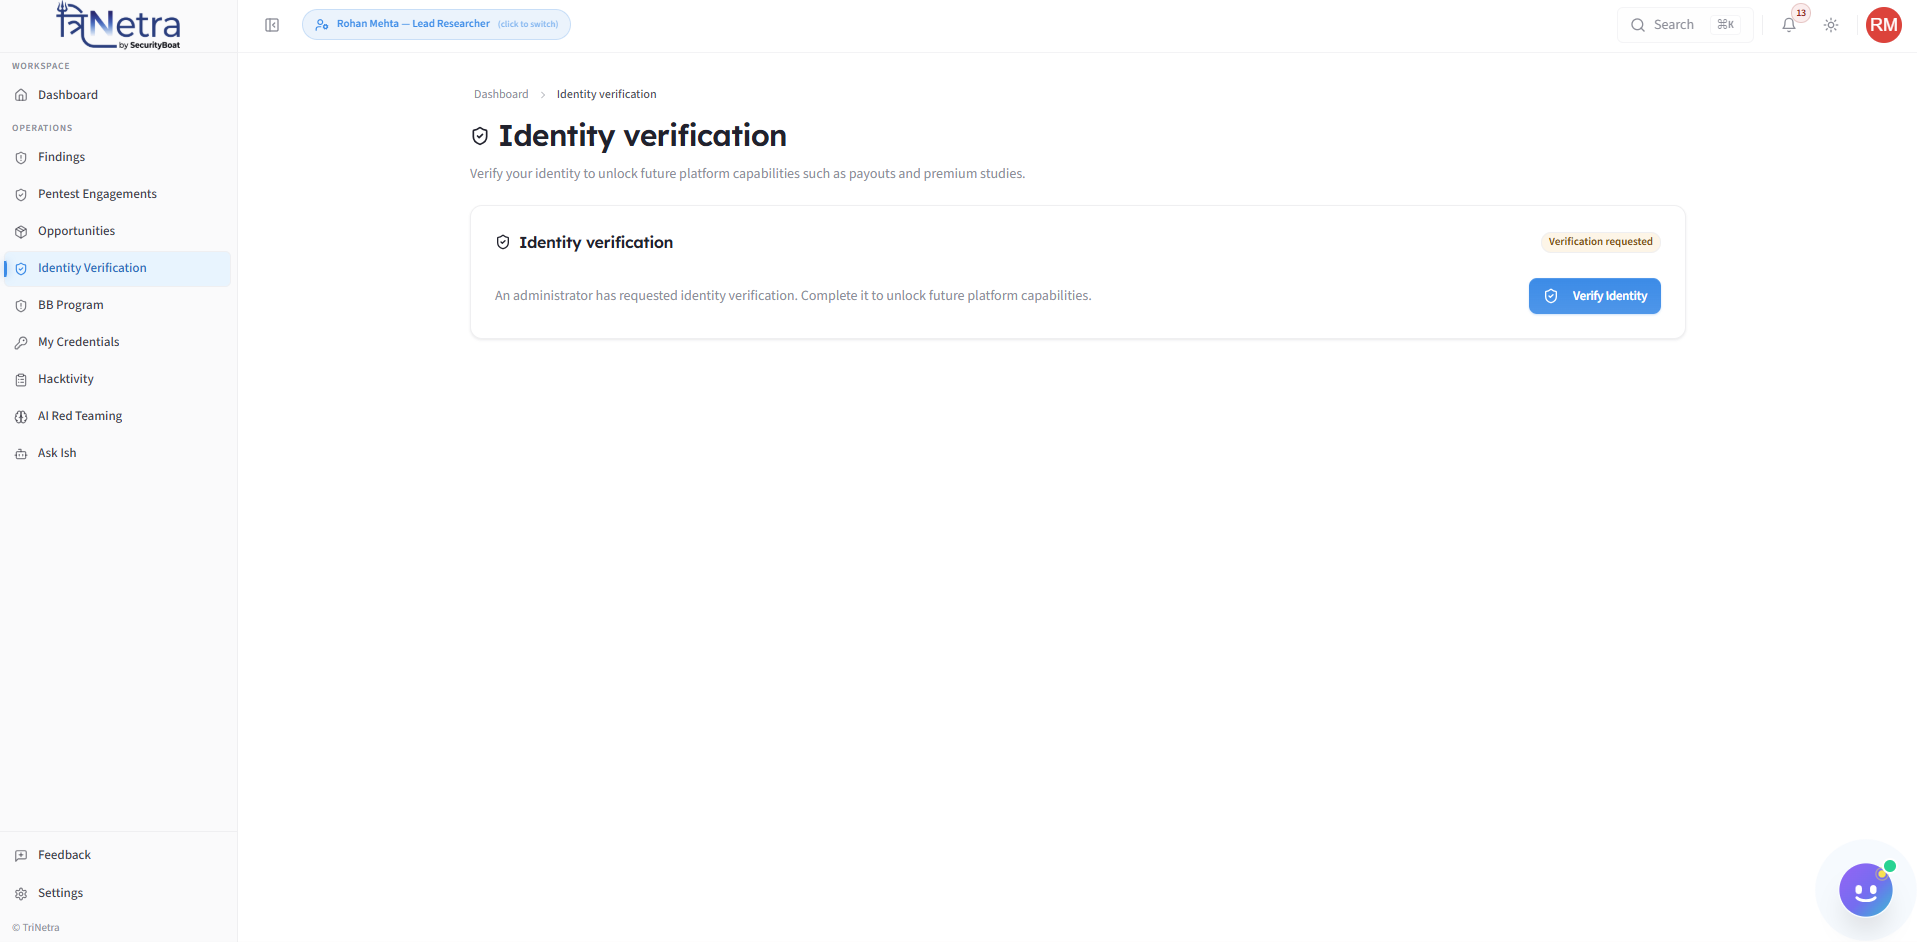 त्रिNetra
by SecurityBoat
Rohan Mehta — Lead Researcher (click to switch)
Search ⌘K
13
RM
WORKSPACE
Dashboard
OPERATIONS
Findings
Pentest Engagements
Opportunities
Identity Verification
BB Program
My Credentials
Hacktivity
AI Red Teaming
Ask Ish
Feedback
Settings
© TriNetra
Dashboard > Identity verification
Identity verification
Verify your identity to unlock future platform capabilities such as payouts and premium studies.
Identity verification
Verification requested
An administrator has requested identity verification. Complete it to unlock future platform capabilities.
Verify Identity